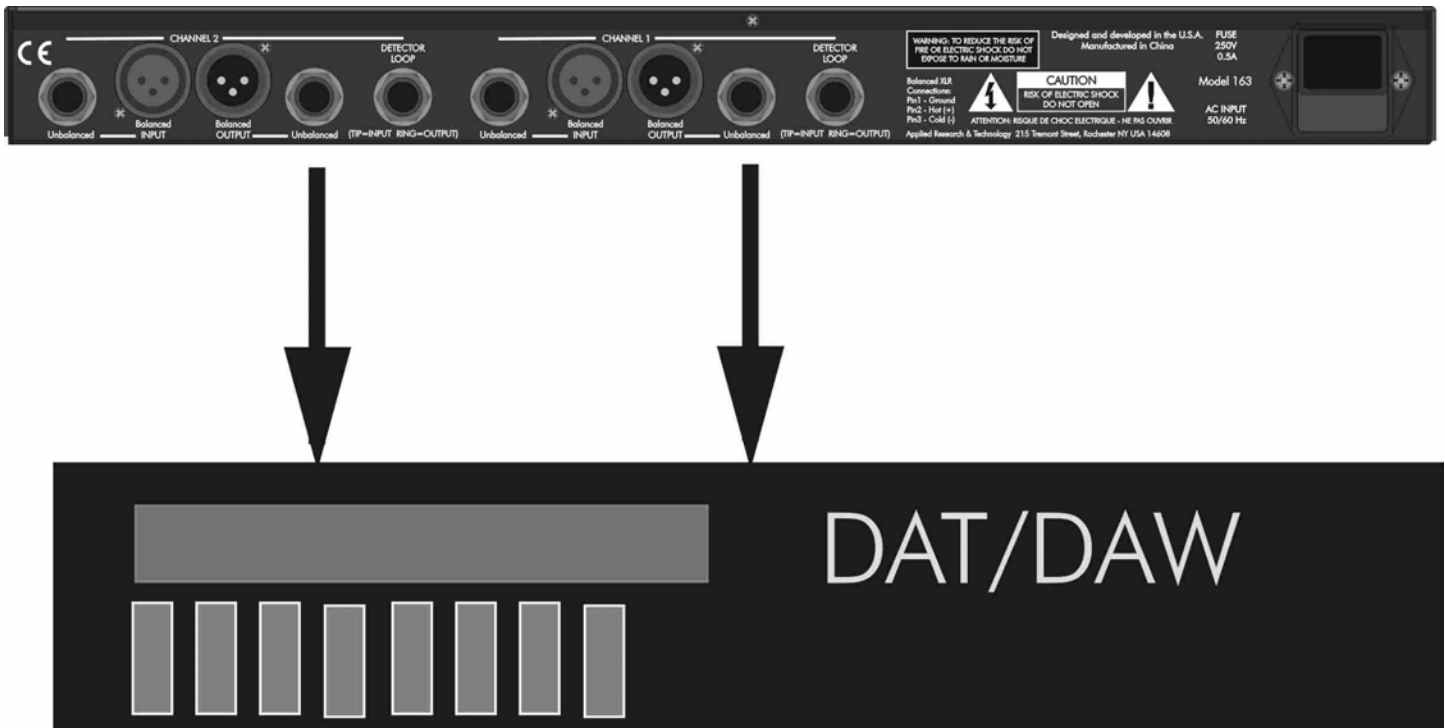 CE
CHANNEL 2
DETECTOR
LOOP
Unbalanced
Balanced
INPUT
Balanced
OUTPUT
Unbalanced
(TIP=INPUT RING=OUTPUT)
CHANNEL 1
DETECTOR
LOOP
Unbalanced
Balanced
INPUT
Balanced
OUTPUT
Unbalanced
(TIP=INPUT RING=OUTPUT)
WARNING: TO REDUCE THE RISK OF
FIRE OR ELECTRIC SHOCK DO NOT
EXPOSE TO RAIN OR MOISTURE
Designed and developed in the U.S.A.
Manufactured in China
FUSE
250V
0.5A
Balanced XLR
Connections:
Pin1 - Ground
Pin2 - Hot (+)
Pin3 - Cold (-)
CAUTION
RISK OF ELECTRIC SHOCK
DO NOT OPEN
!
Model 163
AC INPUT
50/60 Hz
ATTENTION: RISQUE DE CHOC ELECTRIQUE - NE PAS OUVRIR
Applied Research & Technology 215 Tremont Street, Rochester NY USA 14608
DAT/DAW